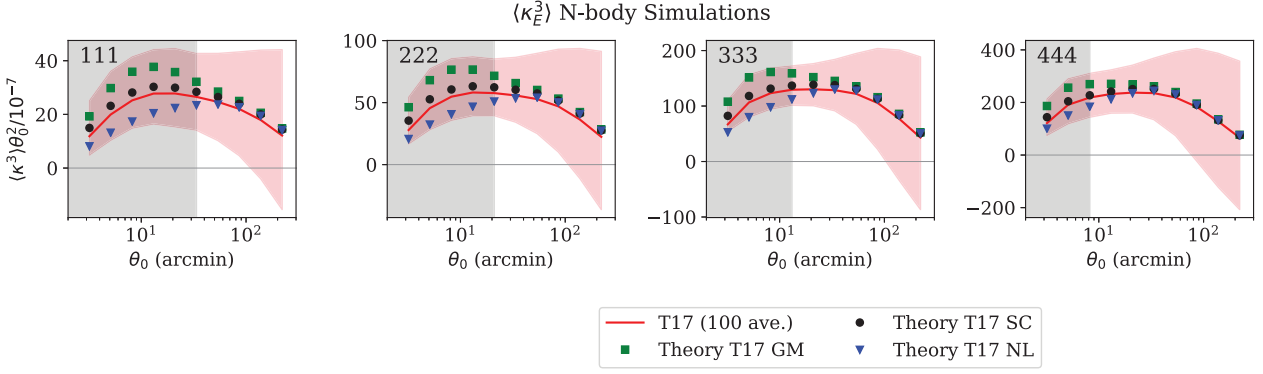 ⟨κ_E^3⟩ N-body Simulations
⟨κ^3⟩θ_0^2/10^-7
111
40
20
0
10^1
10^2
θ_0 (arcmin)
222
100
50
0
10^1
10^2
θ_0 (arcmin)
333
200
100
0
−100
10^1
10^2
θ_0 (arcmin)
444
400
200
0
−200
10^1
10^2
θ_0 (arcmin)
T17 (100 ave.)
Theory T17 GM
Theory T17 SC
Theory T17 NL